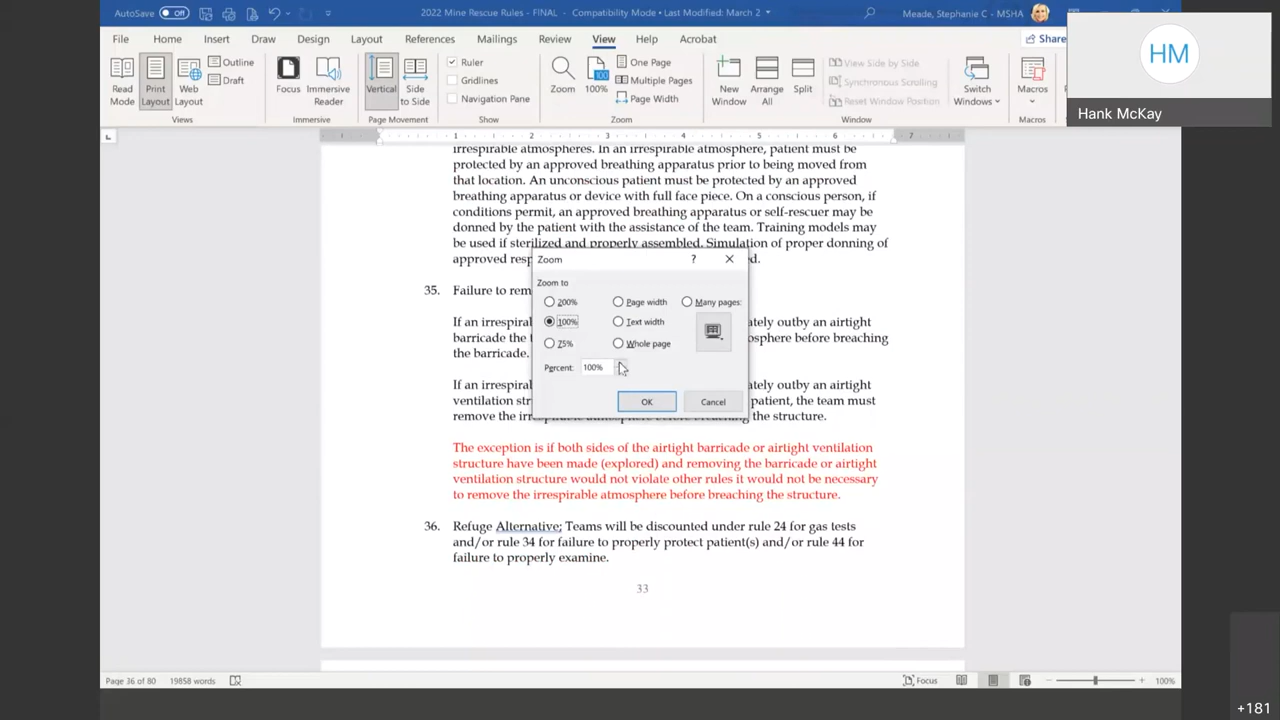 AutoSave Off 2022 Mine Rescue Rules - FINAL - Compatibility Mode • Last Modified: March 2 Meade, Stephanie C - MSHA
File Home Insert Draw Design Layout References Mailings Review View Help Acrobat Share
Read Mode
Print Layout
Web Layout
Outline
Draft
Views
Focus
Immersive Reader
Immersive
Vertical
Side to Side
Page Movement
Ruler
Gridlines
Navigation Pane
Show
Zoom
100
100%
One Page
Multiple Pages
Page Width
Zoom
New Window
Arrange All
Split
View Side by Side
Synchronous Scrolling
Reset Window Position
Window
Switch Windows
Macros
Macros
HM
Hank McKay
1 2 3 4 5 6 7
irrespirable atmospheres. In an irrespirable atmosphere, patient must be
protected by an approved breathing apparatus prior to being moved from
that location. An unconscious patient must be protected by an approved
breathing apparatus or device with full face piece. On a conscious person, if
conditions permit, an approved breathing apparatus or self-rescuer may be
donned by the patient with the assistance of the team. Training models may
be used if sterilized and properly assembled. Simulation of proper donning of
approved resp d.
35. Failure to rem
If an irrespiral ately outby an airtight
barricade the t osphere before breaching
the barricade.
If an irrespiral ately outby an airtight
ventilation stru patient, the team must
remove the irr the structure.
Zoom ?
Zoom to
200% Page width Many pages:
100% Text width
75% Whole page
Percent: 100%
OK Cancel
The exception is if both sides of the airtight barricade or airtight ventilation
structure have been made (explored) and removing the barricade or airtight
ventilation structure would not violate other rules it would not be necessary
to remove the irrespirable atmosphere before breaching the structure.
36. Refuge Alternative; Teams will be discounted under rule 24 for gas tests
and/or rule 34 for failure to properly protect patient(s) and/or rule 44 for
failure to properly examine.
33
Page 36 of 80 19858 words Focus 100%
+181